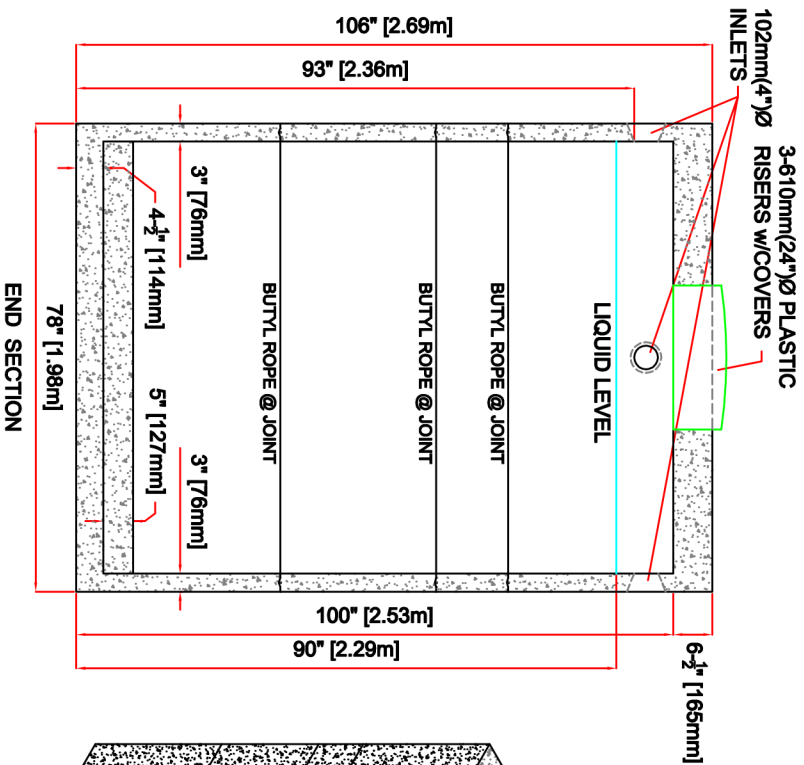 106" [2.69m]
93" [2.36m]
102mm(4")Ø
INLETS
3-610mm(24")Ø PLASTIC
RISERS w/COVERS
3" [76mm]
4-1/2" [114mm]
BUTYL ROPE @ JOINT
BUTYL ROPE @ JOINT
BUTYL ROPE @ JOINT
LIQUID LEVEL
78" [1.98m]
5" [127mm]
3" [76mm]
END SECTION
100" [2.53m]
90" [2.29m]
6-1/2" [165mm]